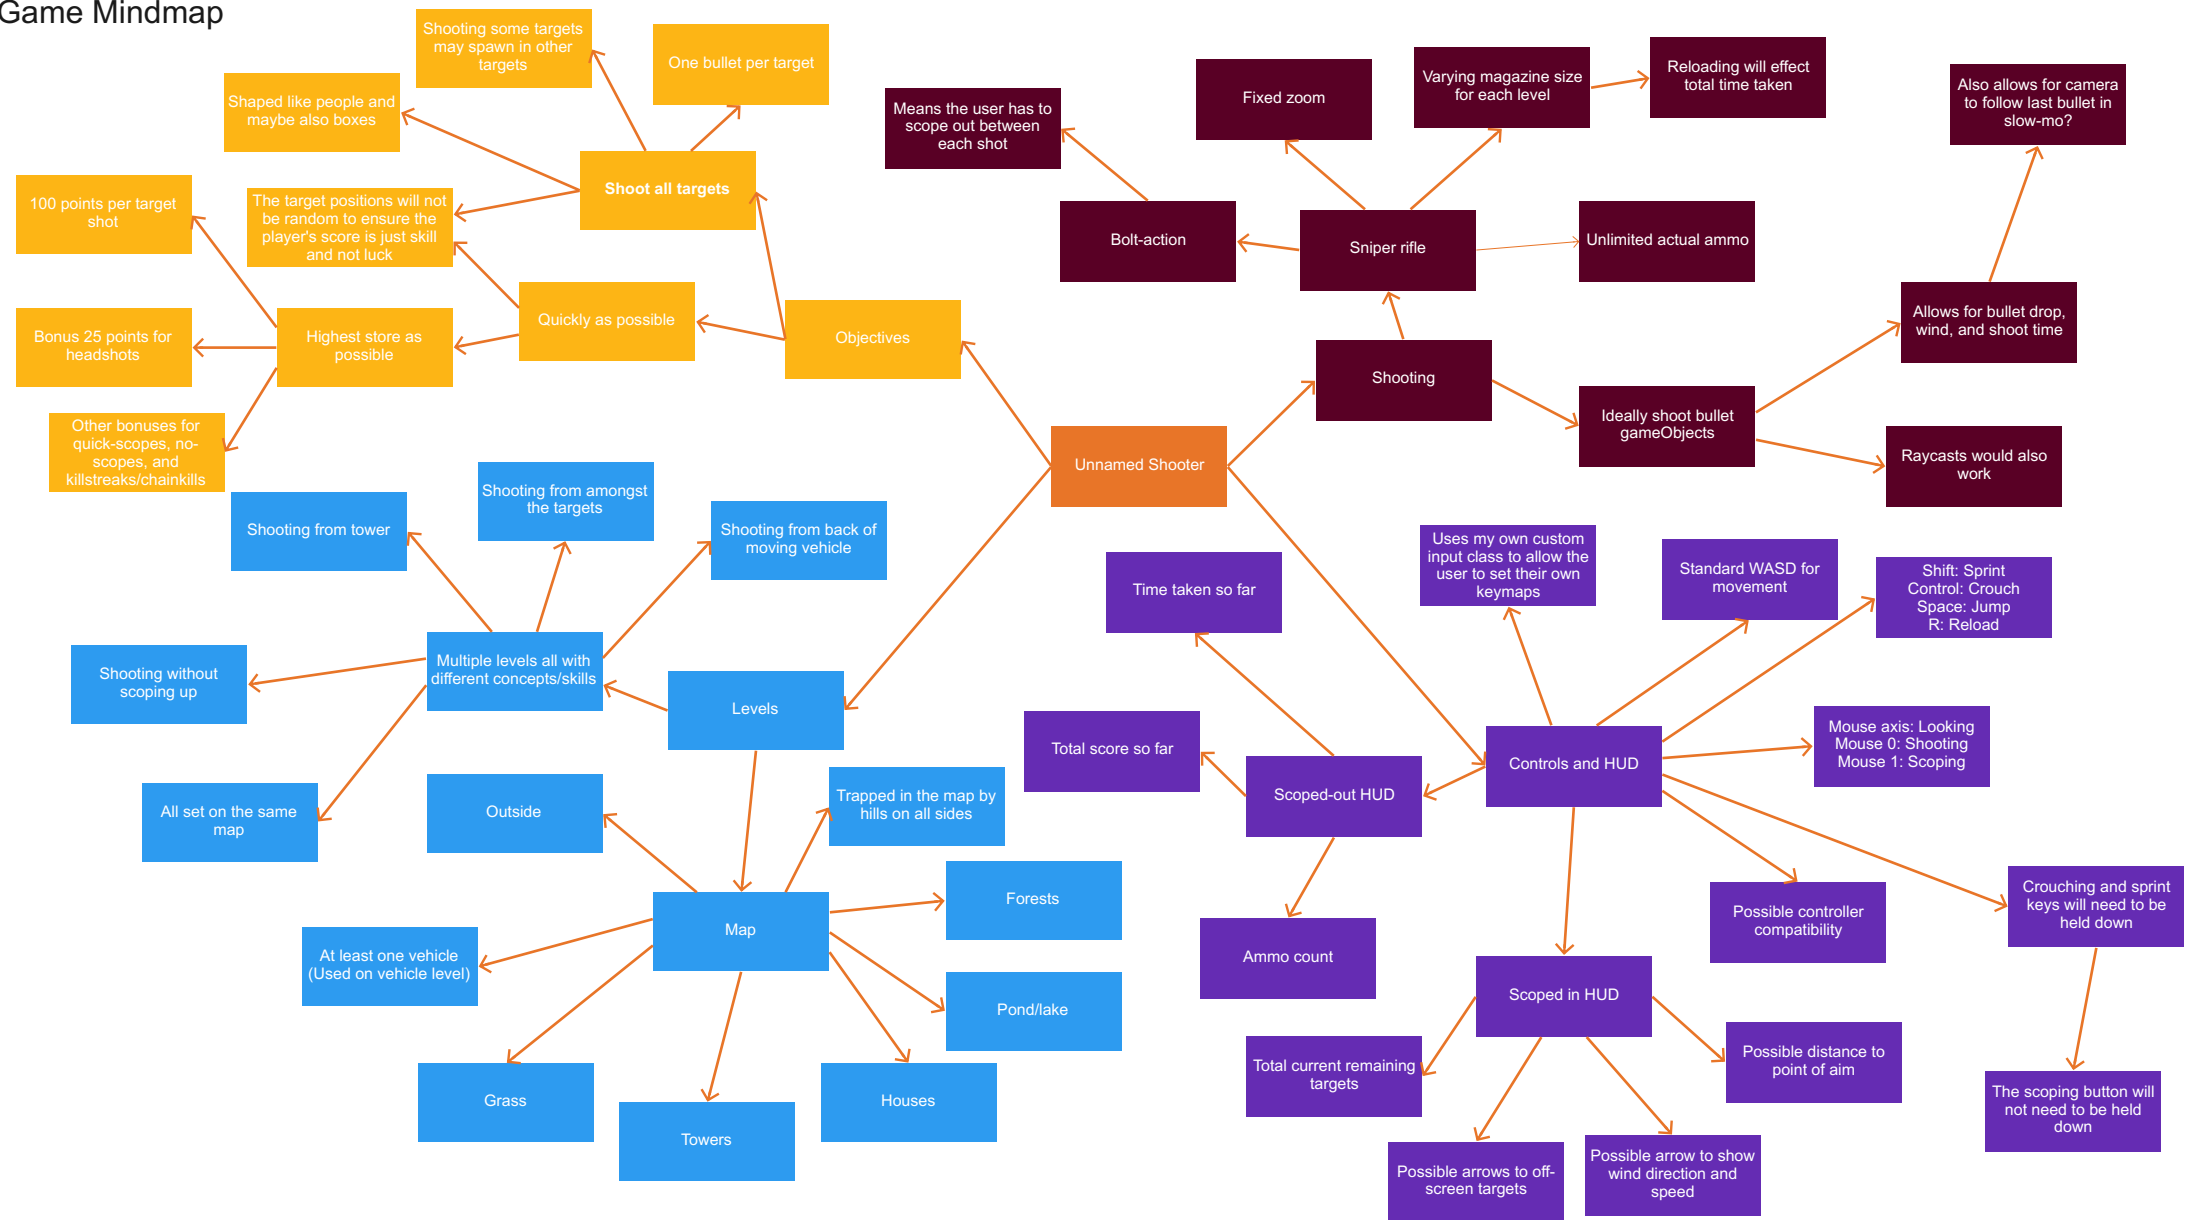 Game Mindmap
Shooting some targets
may spawn in other
targets
One bullet per target
Shaped like people and
maybe also boxes
Shoot all targets
100 points per target
shot
The target positions will not
be random to ensure the
player's score is just skill
and not luck
Bonus 25 points for
headshots
Highest store as
possible
Quickly as possible
Objectives
Other bonuses for
quick-scopes, no-
scopes, and
killstreaks/chainkills
Means the user has to
scope out between
each shot
Fixed zoom
Varying magazine size
for each level
Reloading will effect
total time taken
Also allows for camera
to follow last bullet in
slow-mo?
Bolt-action
Sniper rifle
Unlimited actual ammo
Allows for bullet drop,
wind, and shoot time
Shooting
Ideally shoot bullet
gameObjects
Raycasts would also
work
Unnamed Shooter
Shooting from tower
Shooting from amongst
the targets
Shooting from back of
moving vehicle
Shooting without
scoping up
Multiple levels all with
different concepts/skills
Levels
All set on the same
map
Outside
Trapped in the map by
hills on all sides
Forests
Map
At least one vehicle
(Used on vehicle level)
Pond/lake
Grass
Towers
Houses
Time taken so far
Uses my own custom
input class to allow the
user to set their own
keymaps
Standard WASD for
movement
Shift: Sprint
Control: Crouch
Space: Jump
R: Reload
Total score so far
Scoped-out HUD
Controls and HUD
Mouse axis: Looking
Mouse 0: Shooting
Mouse 1: Scoping
Ammo count
Possible controller
compatibility
Crouching and sprint
keys will need to be
held down
Scoped in HUD
Total current remaining
targets
Possible distance to
point of aim
The scoping button will
not need to be held
down
Possible arrows to off-
screen targets
Possible arrow to show
wind direction and
speed